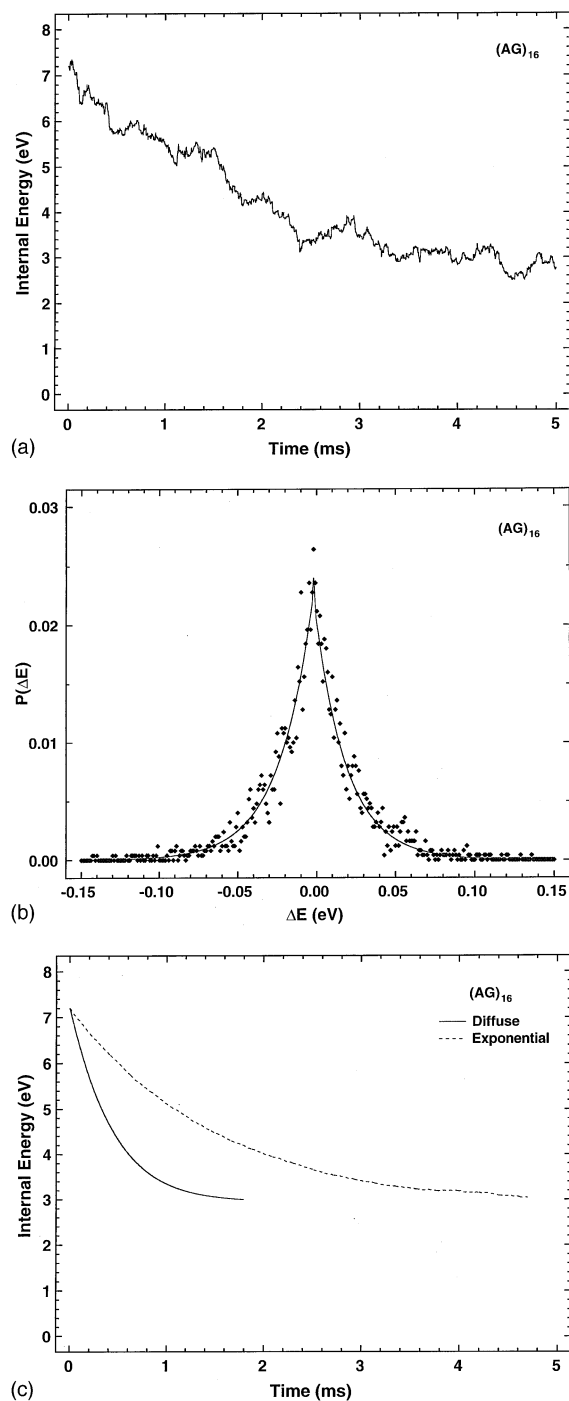 8
7
6
5
4
3
2
1
0
Internal Energy (eV)
(AG)16
0 1 2 3 4 5
Time (ms)
(a)
0.03
0.02
0.01
0.00
P(ΔE)
(AG)16
-0.15 -0.10 -0.05 0.00 0.05 0.10 0.15
ΔE (eV)
(b)
8
7
6
5
4
3
2
1
0
Internal Energy (eV)
(AG)16
Diffuse
Exponential
0 1 2 3 4 5
Time (ms)
(c)